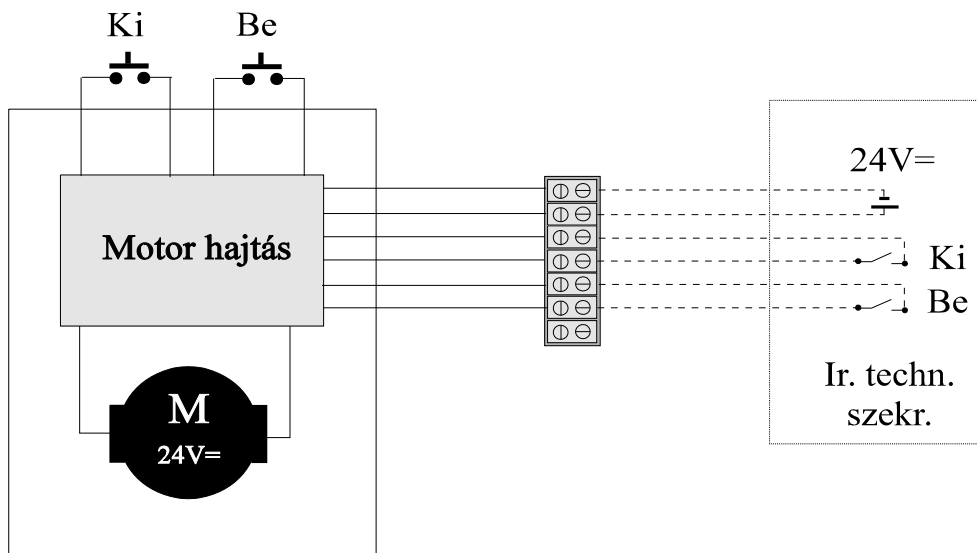 Ki
Be
24V=
Motor hajtás
Ki
Be
M
24V=
Ir. techn.
szekr.